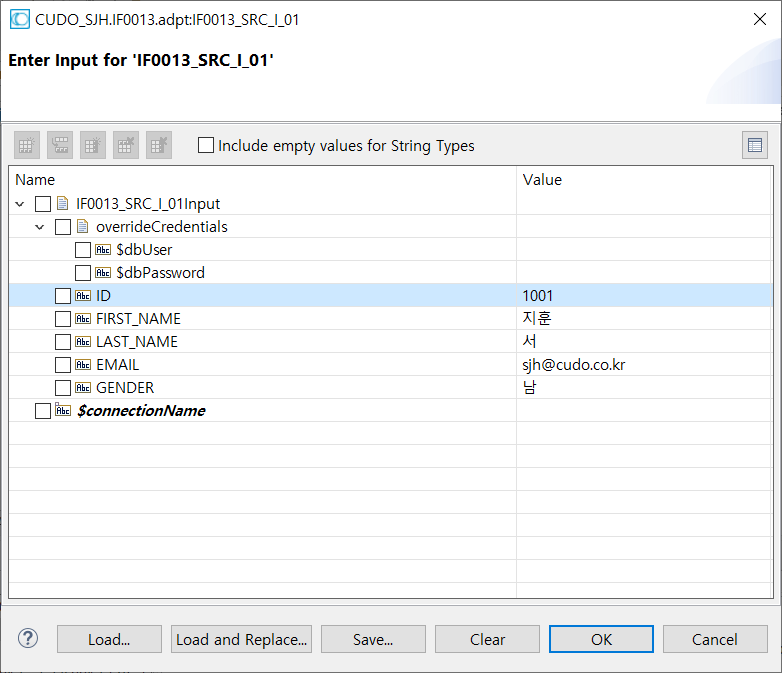 CUDO_SJH.IF0013.adpt:IF0013_SRC_I_01
Enter Input for 'IF0013_SRC_I_01'
Include empty values for String Types
Name Value
IF0013_SRC_I_01Input
overrideCredentials
Abc $dbUser
Abc $dbPassword
Abc ID 1001
Abc FIRST_NAME 지훈
Abc LAST_NAME 서
Abc EMAIL sjh@cudo.co.kr
Abc GENDER 남
Abc $connectionName
? Load... Load and Replace... Save... Clear OK Cancel